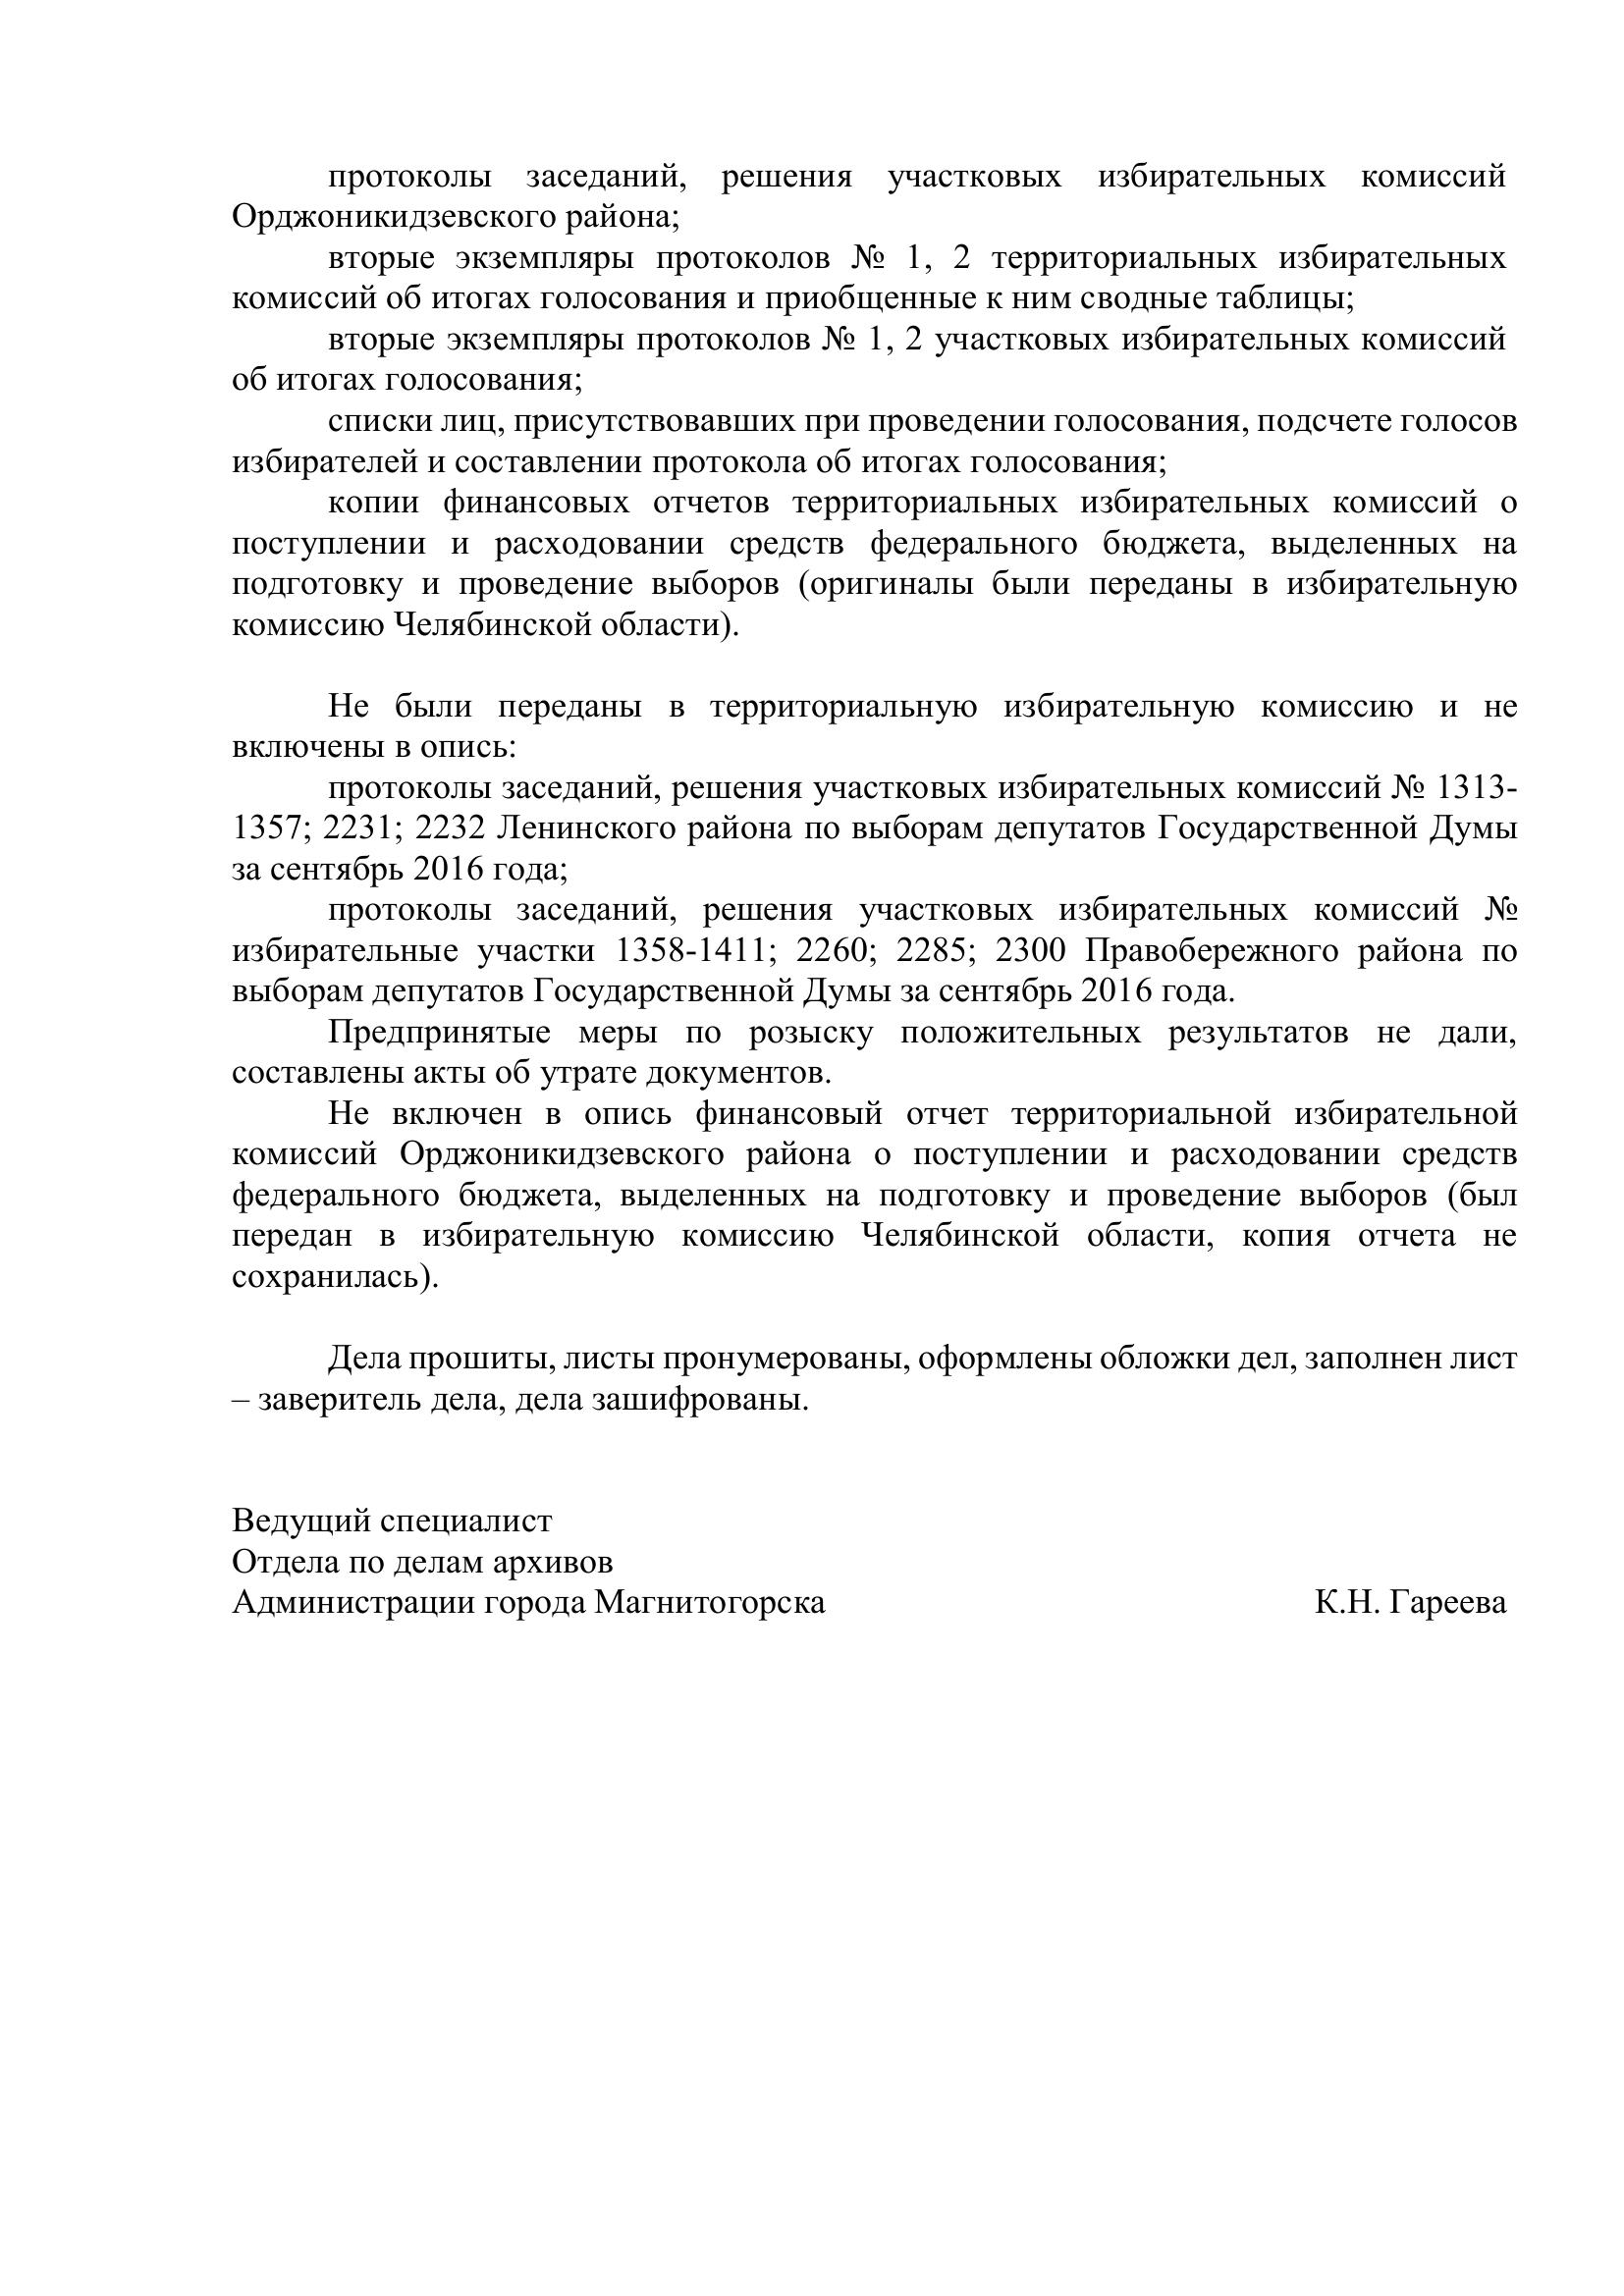 протоколы заседаний, решения участковых избирательных комиссий
Орджоникидзевского района;
вторые экземпляры протоколов № 1, 2 территориальных избирательных
комиссий об итогах голосования и приобщенные к ним сводные таблицы;
вторые экземпляры протоколов № 1, 2 участковых избирательных комиссий
об итогах голосования;
списки лиц, присутствовавших при проведении голосования, подсчете голосов
избирателей и составлении протокола об итогах голосования;
копии финансовых отчетов территориальных избирательных комиссий о
поступлении и расходовании средств федерального бюджета, выделенных на
подготовку и проведение выборов (оригиналы были переданы в избирательную
комиссию Челябинской области).
Не были переданы в территориальную избирательную комиссию и не
включены в опись:
протоколы заседаний, решения участковых избирательных комиссий № 1313-
1357; 2231; 2232 Ленинского района по выборам депутатов Государственной Думы
за сентябрь 2016 года;
протоколы заседаний, решения участковых избирательных комиссий №
избирательные участки 1358-1411; 2260; 2285; 2300 Правобережного района по
выборам депутатов Государственной Думы за сентябрь 2016 года.
Предпринятые меры по розыску положительных результатов не дали,
составлены акты об утрате документов.
Не включен в опись финансовый отчет территориальной избирательной
комиссий Орджоникидзевского района о поступлении и расходовании средств
федерального бюджета, выделенных на подготовку и проведение выборов (был
передан в избирательную комиссию Челябинской области, копия отчета не
сохранилась).
Дела прошиты, листы пронумерованы, оформлены обложки дел, заполнен лист
– заверитель дела, дела зашифрованы.
Ведущий специалист
Отдела по делам архивов
Администрации города Магнитогорска К.Н. Гареева